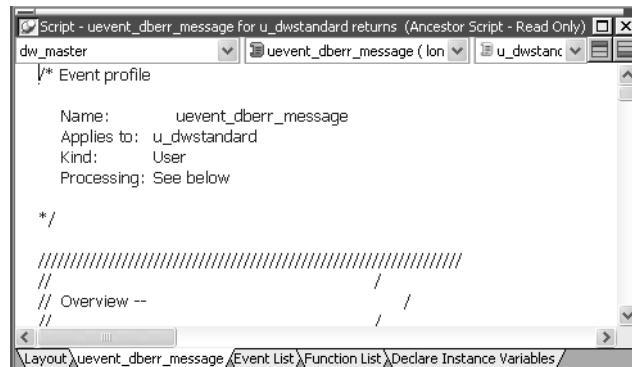 Script - uevent_dberr_message for u_dwstandard returns (Ancestor Script - Read Only)
dw_master uevent_dberr_message ( lon u_dwstanc
/* Event profile
Name: uevent_dberr_message
Applies to: u_dwstandard
Kind: User
Processing: See below
*/
/////////////////////////////////////////////////////////////////
// /
// Overview -- /
// /
Layout uevent_dberr_message Event List Function List Declare Instance Variables